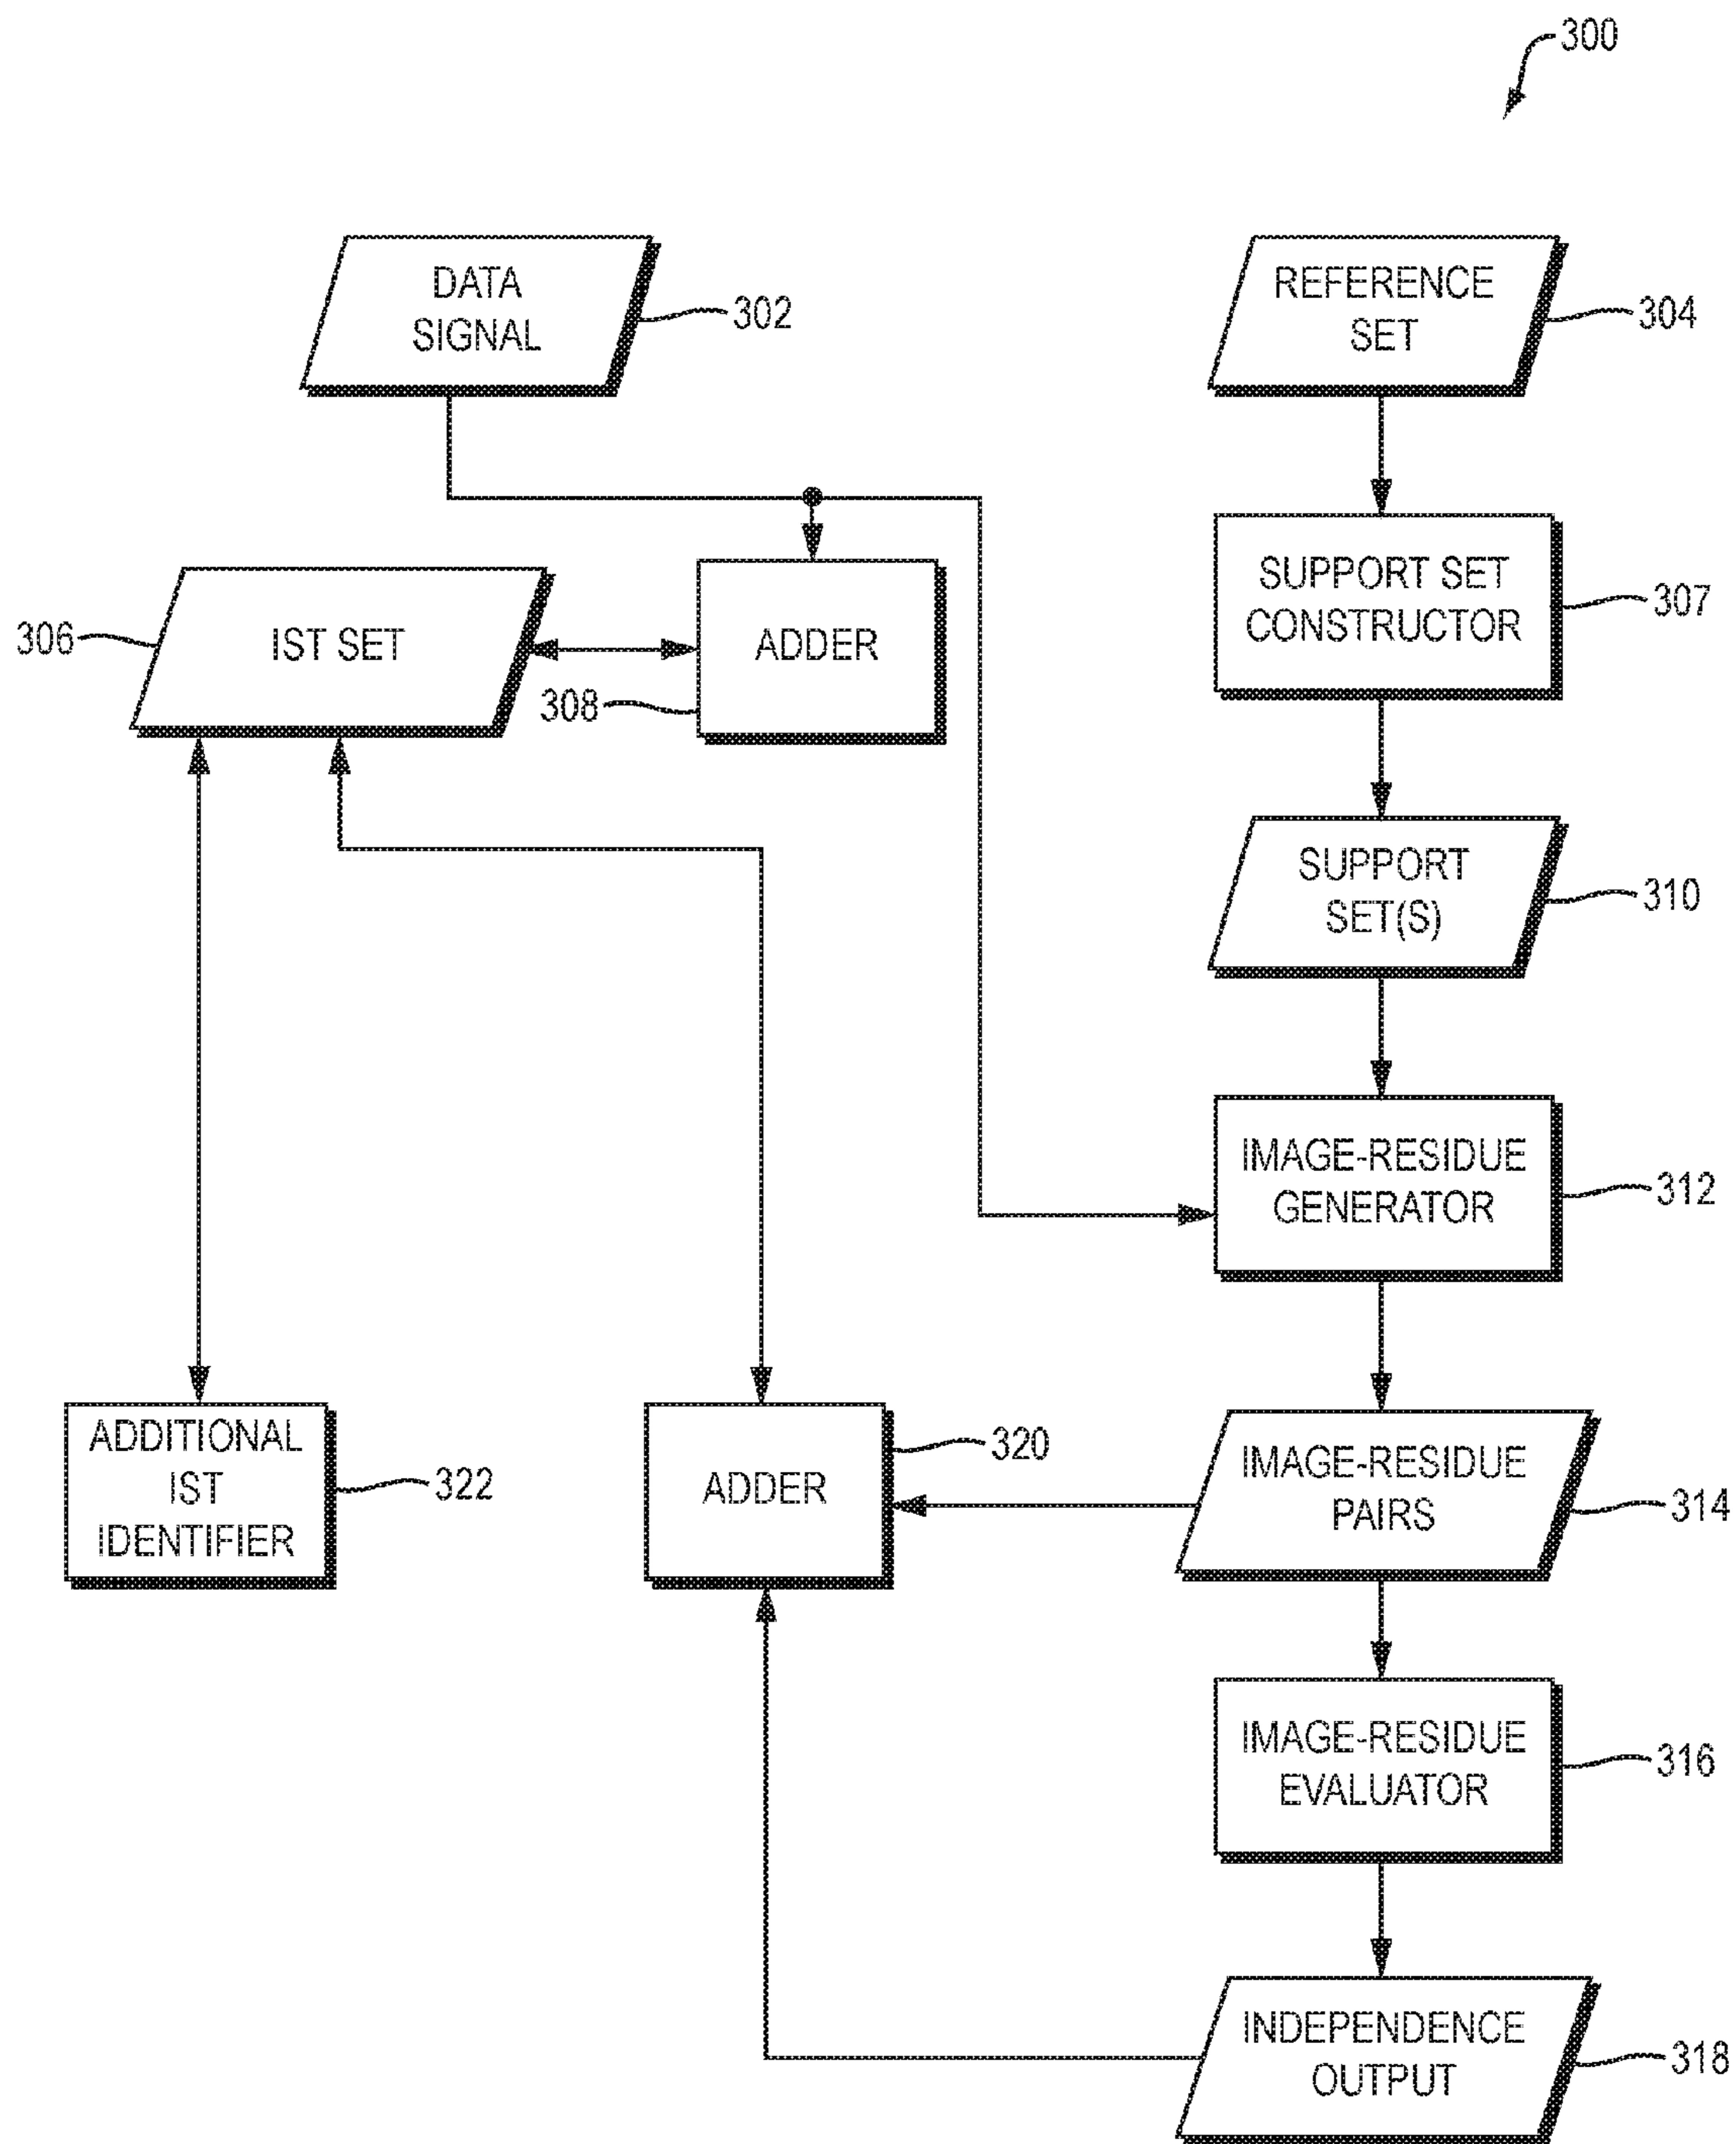 300
DATA
SIGNAL
302
REFERENCE
SET
304
306
IST SET
308
ADDER
SUPPORT SET
CONSTRUCTOR
307
SUPPORT
SET(S)
310
IMAGE-RESIDUE
GENERATOR
312
ADDITIONAL
IST
IDENTIFIER
322
ADDER
320
IMAGE-RESIDUE
PAIRS
314
IMAGE-RESIDUE
EVALUATOR
316
INDEPENDENCE
OUTPUT
318